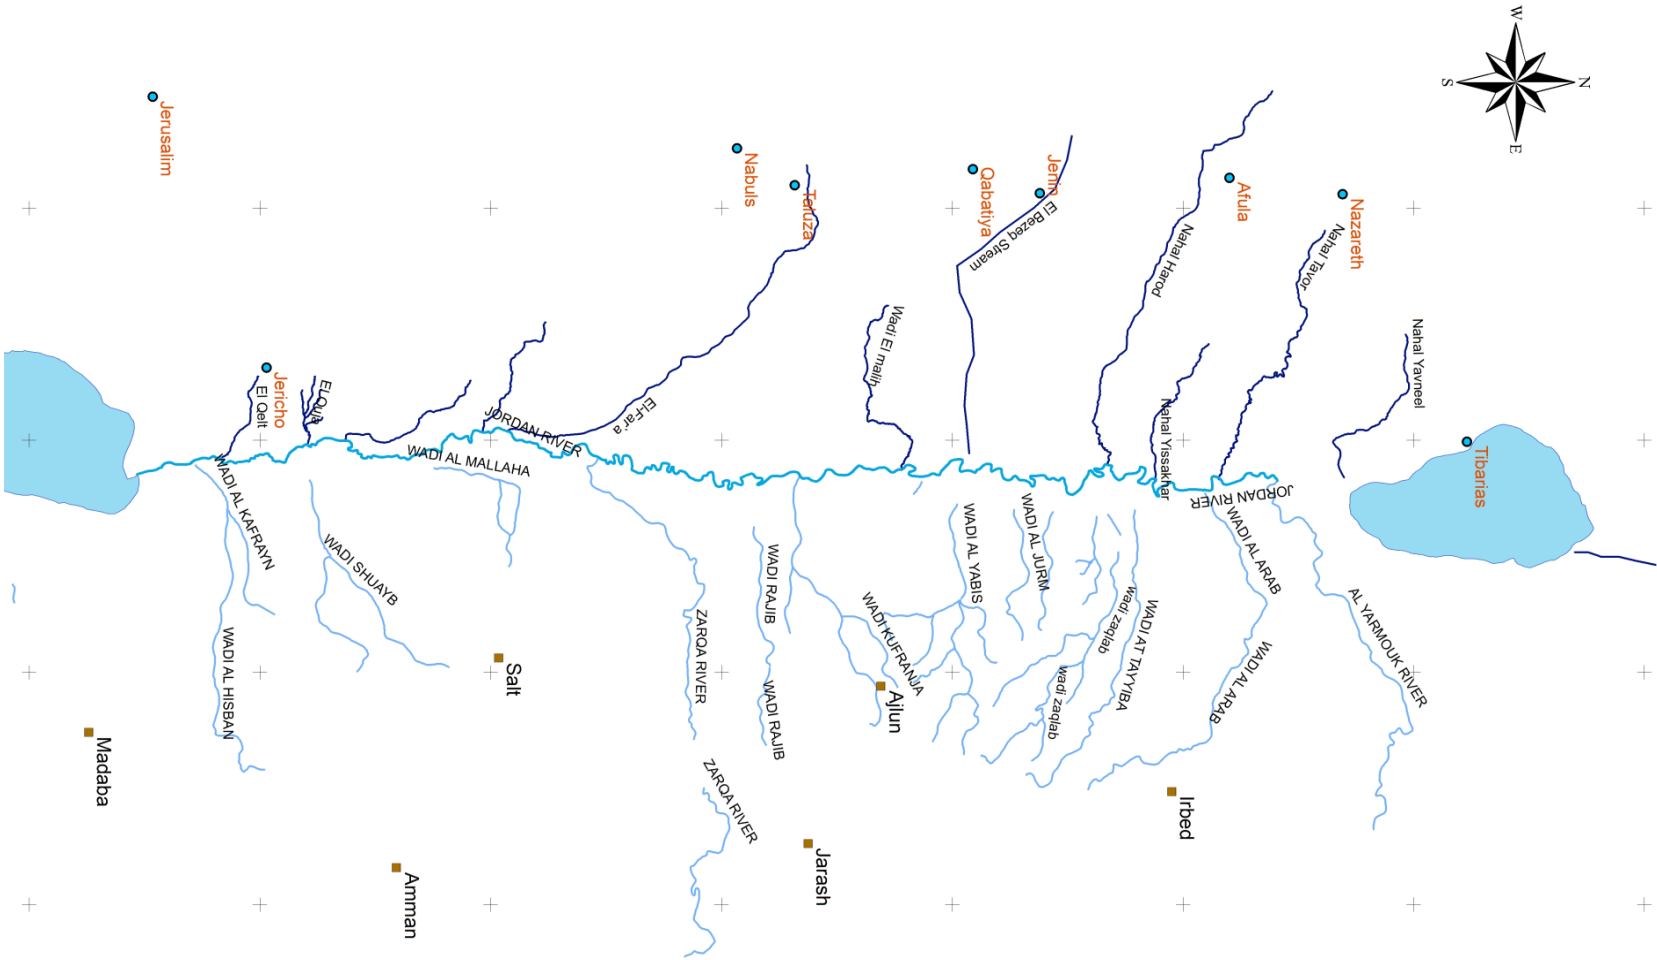 W
N
S
E
Jerusalim
Nabuls
Taluza
Qabatiya
Jenin
El Bezeq Stream
Afula
Nahal Harod
Nazareth
Nahal Tavor
Nahal Yavneel
Tibarias
Wadi El malih
Nahal Yissakhar
El-Far'a
Jericho
El Qelt
El Ouja
JORDAN RIVER
WADI AL MALLAHA
JORDAN RIVER
WADI AL KAFRAYN
WADI SHUAYB
WADI AL HISBAN
ZARQA RIVER
ZARQA RIVER
WADI RAJIB
WADI RAJIB
WADI KUFRANJA
WADI AL YABIS
WADI AL JURM
wadi zaqlab
wadi zaqlab
WADI AT TAYYIBA
WADI AL ARAB
WADI AL ARAB
AL YARMOUK RIVER
Salt
Ajlun
Madaba
Amman
Jarash
Irbed